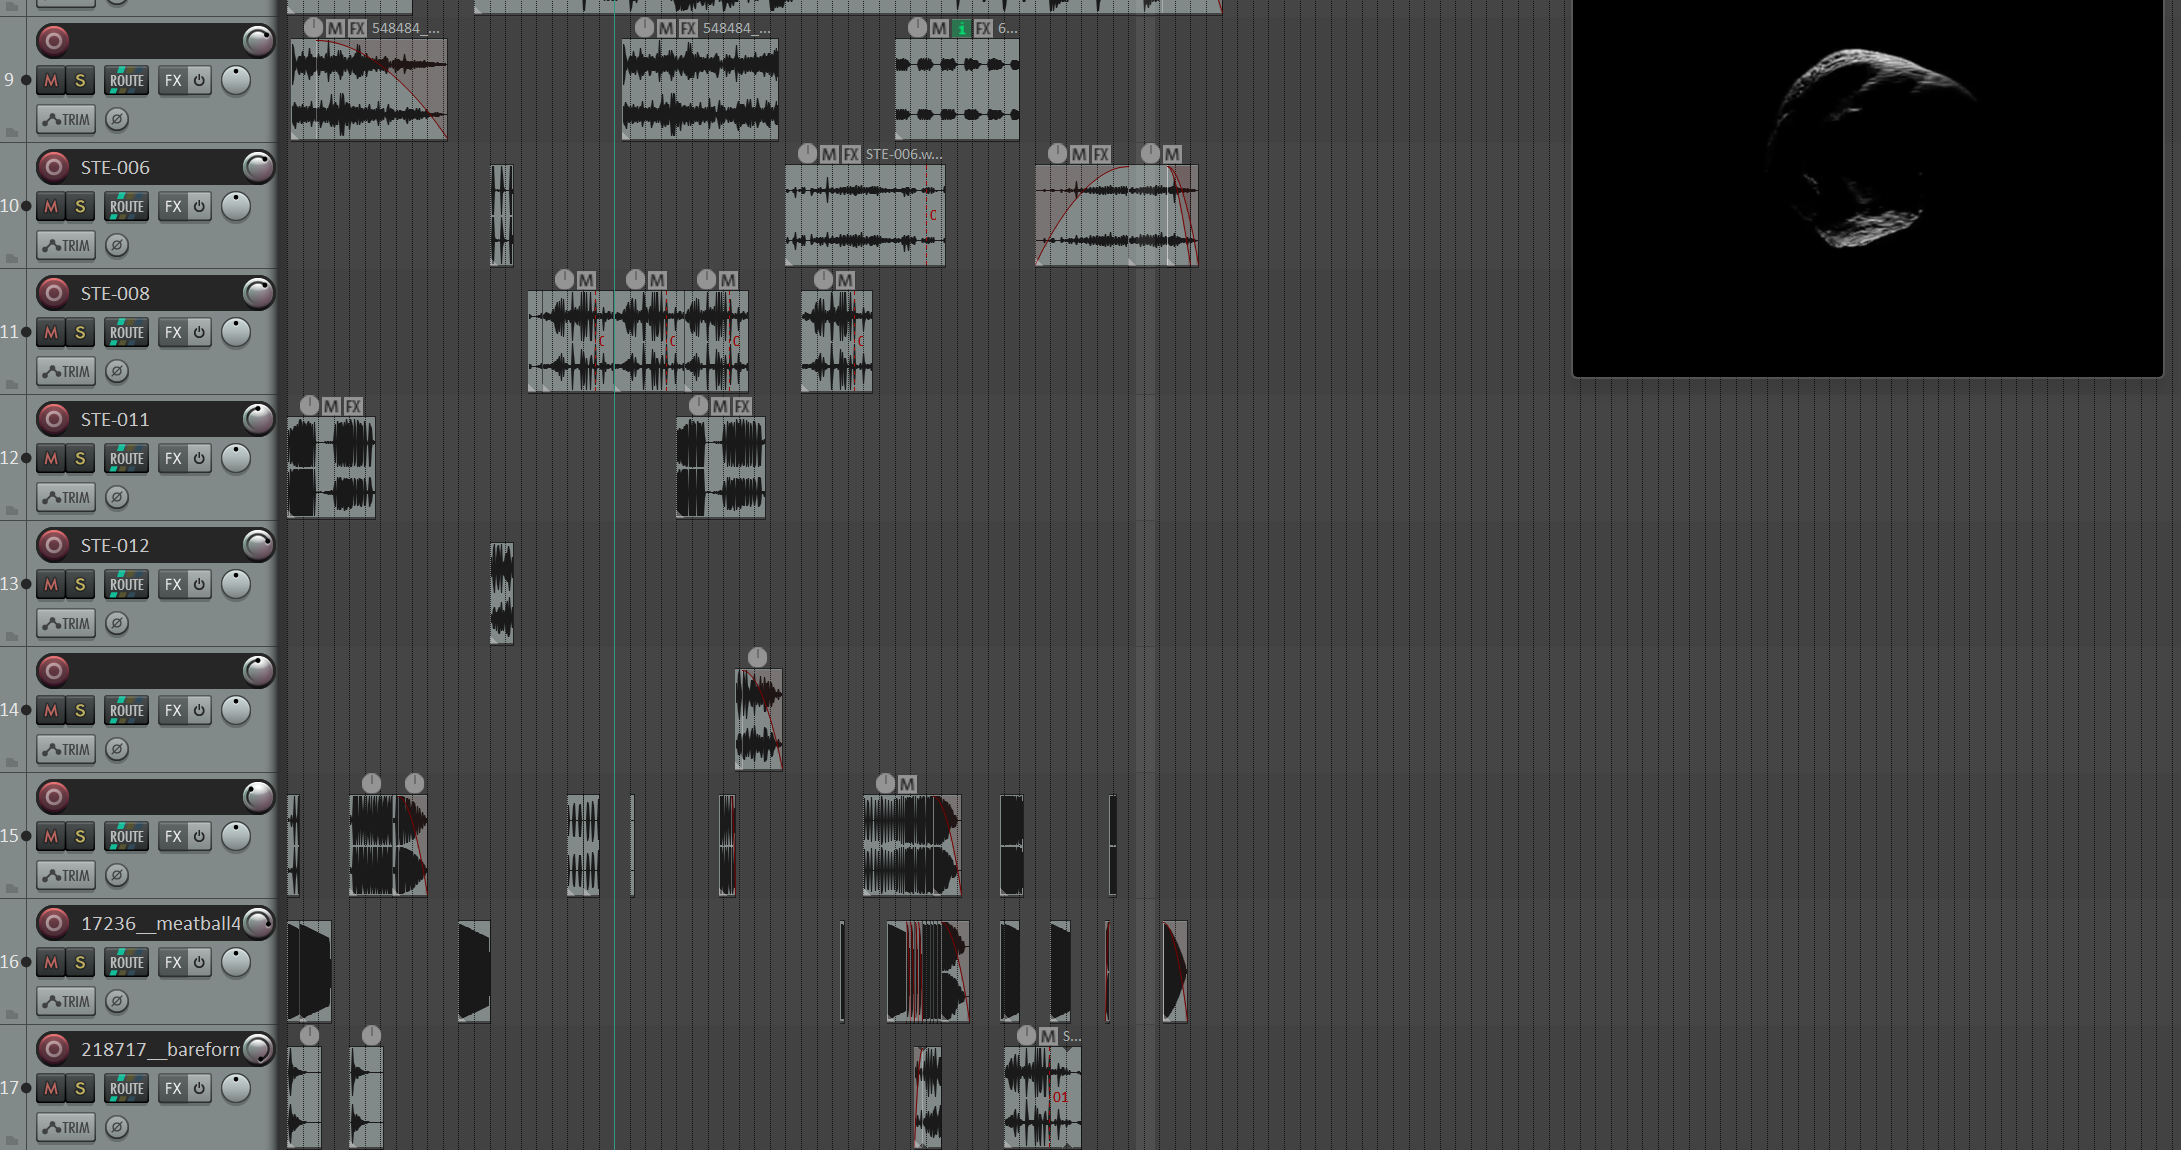 M FX 548484_...
M FX 548484_...
M i FX 6...
9
M S ROUTE FX
TRIM
STE-006
M FX STE-006.w...
M FX
M
10
M S ROUTE FX
TRIM
STE-008
M
M
M
M
11
M S ROUTE FX
TRIM
STE-011
M FX
M FX
12
M S ROUTE FX
TRIM
STE-012
13
M S ROUTE FX
TRIM
14
M S ROUTE FX
TRIM
M
15
M S ROUTE FX
TRIM
17236__meatball4
16
M S ROUTE FX
TRIM
218717__bareform
M S...
17
M S ROUTE FX
01
TRIM